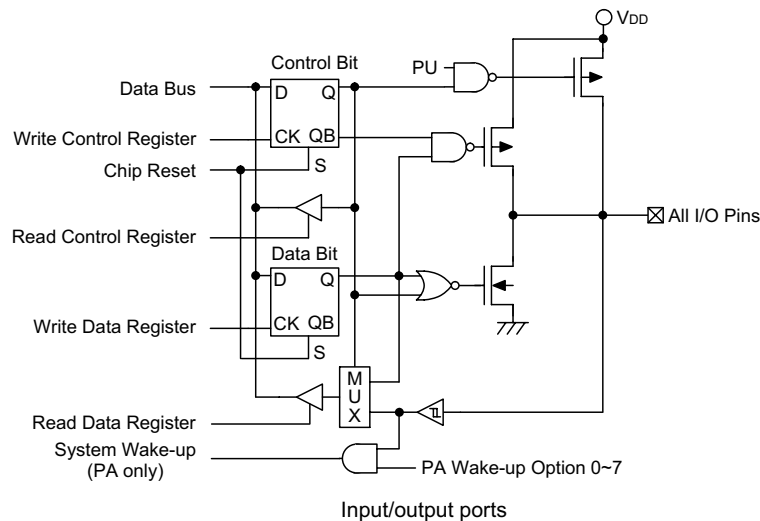 VDD
Control Bit
PU
Data Bus
D Q
Write Control Register
CK QB
Chip Reset
S
All I/O Pins
Read Control Register
Data Bit
D Q
Write Data Register
CK QB
S
M
U
X
Read Data Register
System Wake-up
(PA only)
PA Wake-up Option 0~7
Input/output ports